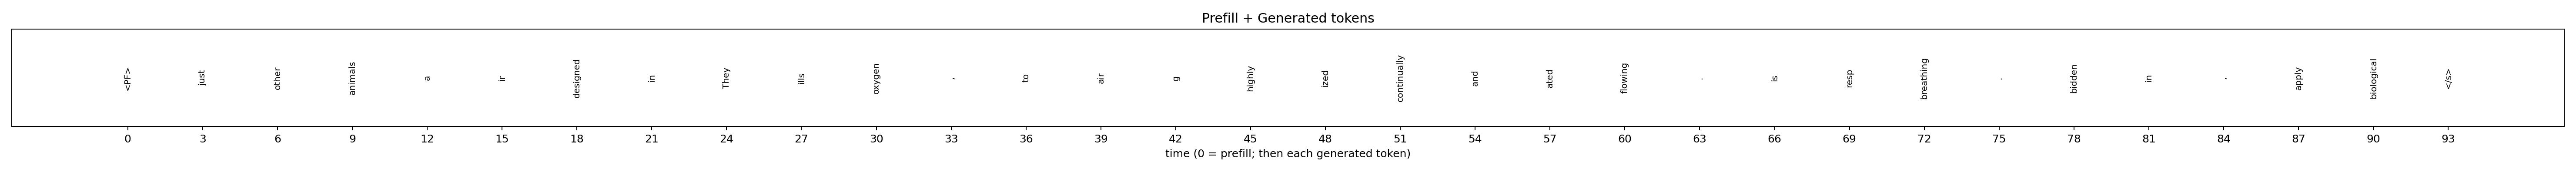 Prefill + Generated tokens
<PF> just other animals a ir designed in They ills oxygen , to air g highly ized continually and ated flowing . is resp breathing . bidden in , apply biological </s>
0 3 6 9 12 15 18 21 24 27 30 33 36 39 42 45 48 51 54 57 60 63 66 69 72 75 78 81 84 87 90 93
time (0 = prefill; then each generated token)